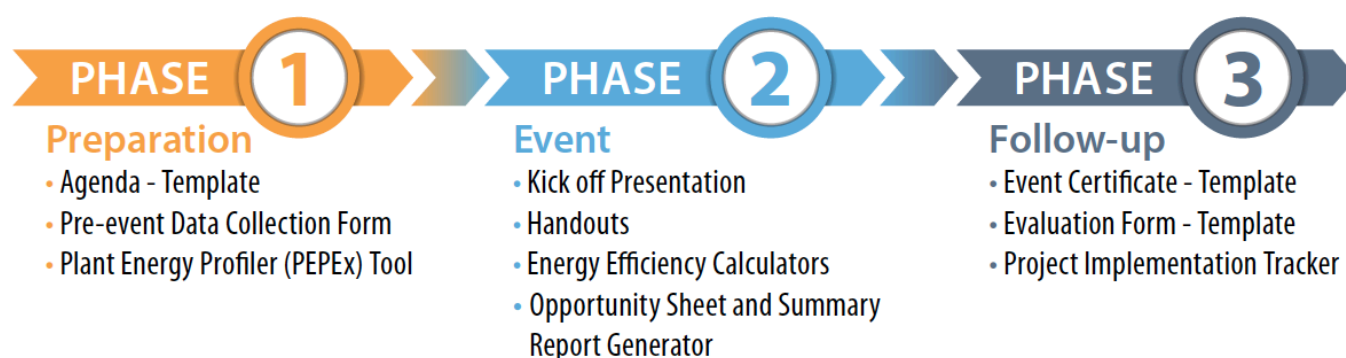 PHASE 1
Preparation
• Agenda - Template
• Pre-event Data Collection Form
• Plant Energy Profiler (PEPEx) Tool
PHASE 2
Event
• Kick off Presentation
• Handouts
• Energy Efficiency Calculators
• Opportunity Sheet and Summary
Report Generator
PHASE 3
Follow-up
• Event Certificate - Template
• Evaluation Form - Template
• Project Implementation Tracker